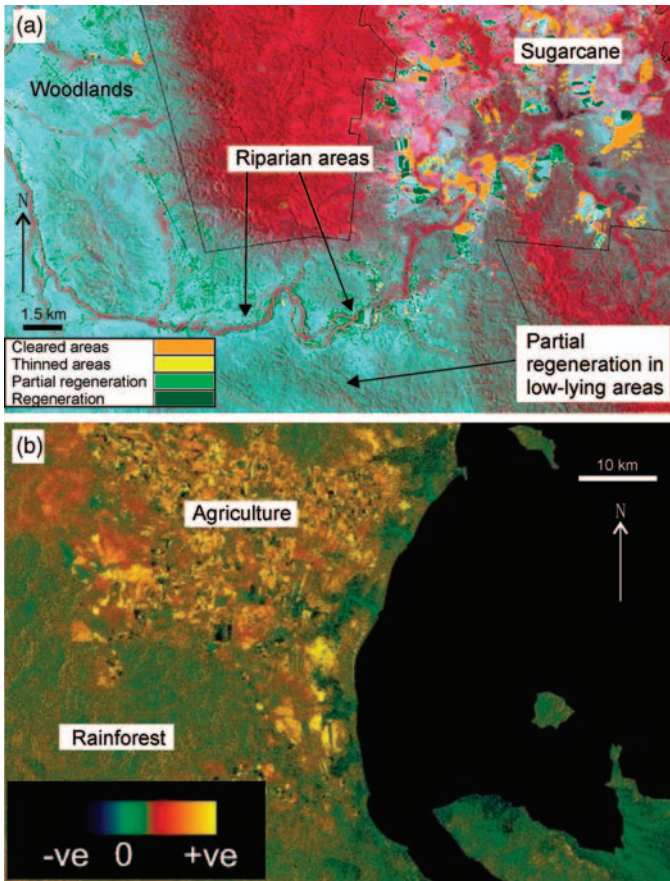 (a)
Sugarcane
Woodlands
Riparian areas
N
1.5 km
Partial
regeneration in
low-lying areas
Cleared areas
Thinned areas
Partial regeneration
Regeneration
(b)
10 km
Agriculture
N
Rainforest
-ve 0 +ve